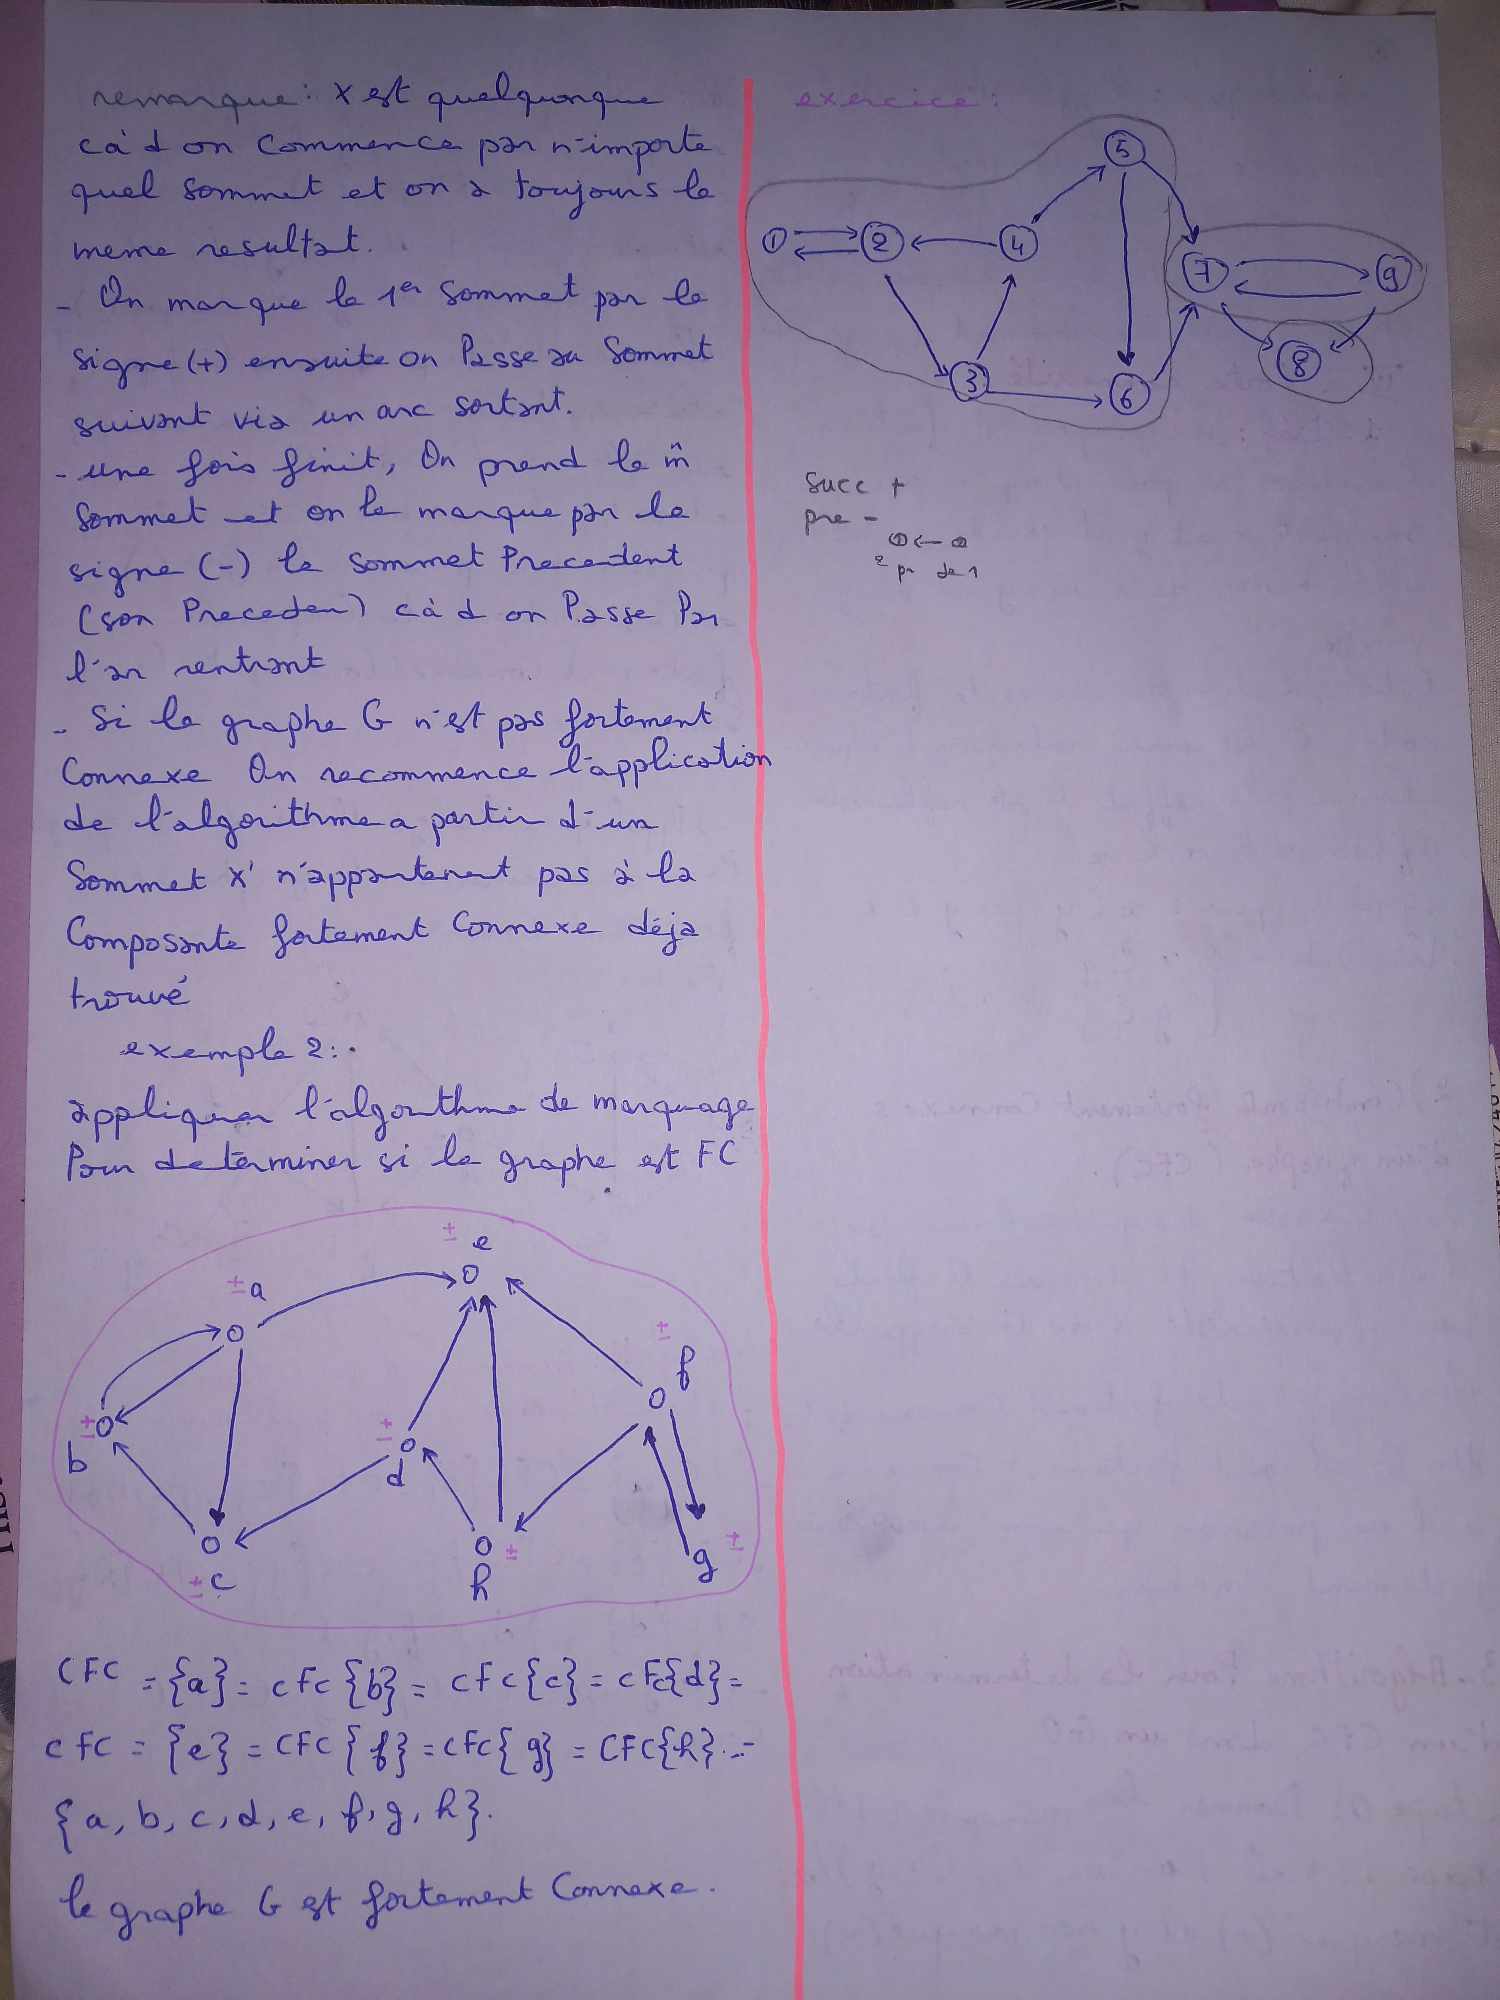 remarque: X est quelquonque
cà d on commence par n'importe
quel sommet et on a toujours le
meme resultat.
- On marque le 1er sommet par le
signe (+) ensuite on Passe au Sommet
suivant via un arc sortant.
- une fois finit, On prend le m̂
Sommet et on le marque par le
signe (-) le sommet Precedent
(son Preceden) cà d on Passe Par
l'ar rentrant
- Si le graphe G n'est pas fortement
Connexe On recommence l'application
de l'algorithme a partir d'un
Sommet X' n'appartenent pas à la
Composante fortement Connexe déja
trouvé
exemple 2:
appliquer l'algorithme de marquage
Pour determiner si le graphe est FC
± e
± a
± f
± b
± d
± c
± h
± g
CFC = {a} = cfc {b} = cfc {c} = cFc{d} =
cFC = {e} = CFC {f} = cFc{g} = CFC{h} =
{a, b, c, d, e, f, g, h}.
le graphe G est fortement Connexe.
exercice:
5
1 2 4 7 9
8
3 6
Succ +
pre -
1 ← 2
2 pr de 1